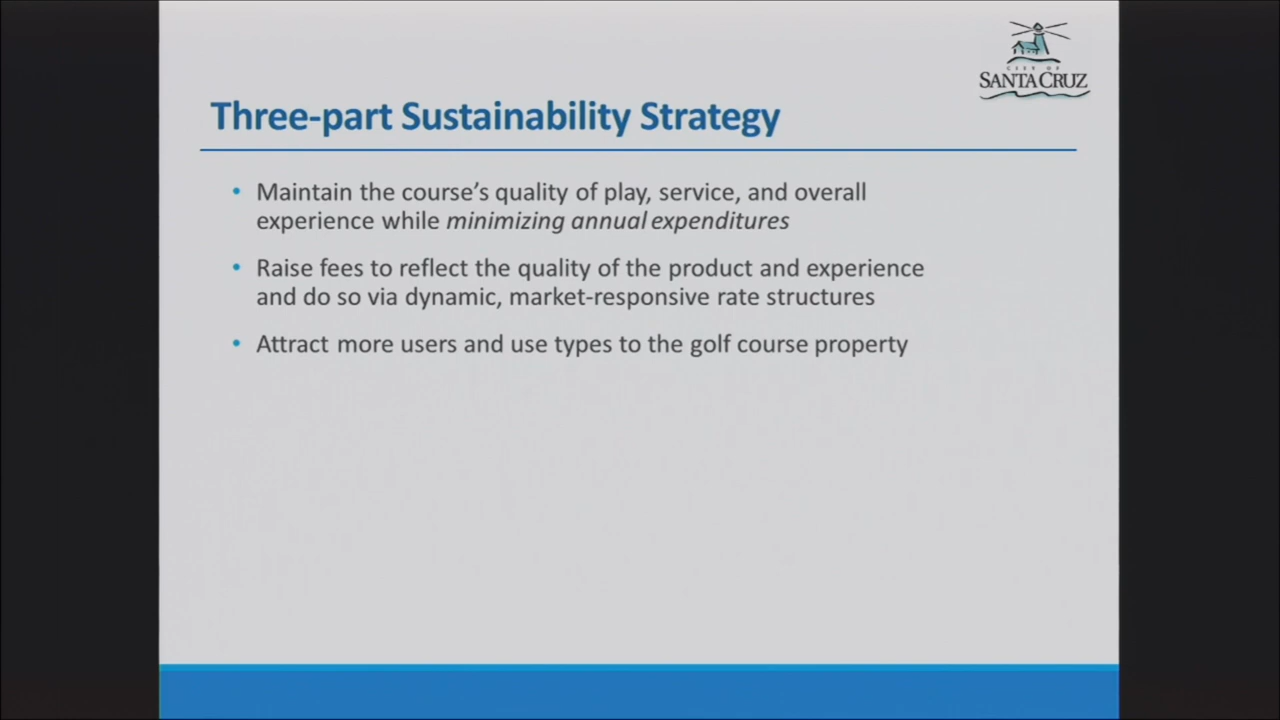 CITY OF
SANTA CRUZ
Three-part Sustainability Strategy
• Maintain the course's quality of play, service, and overall
experience while minimizing annual expenditures
• Raise fees to reflect the quality of the product and experience
and do so via dynamic, market-responsive rate structures
• Attract more users and use types to the golf course property